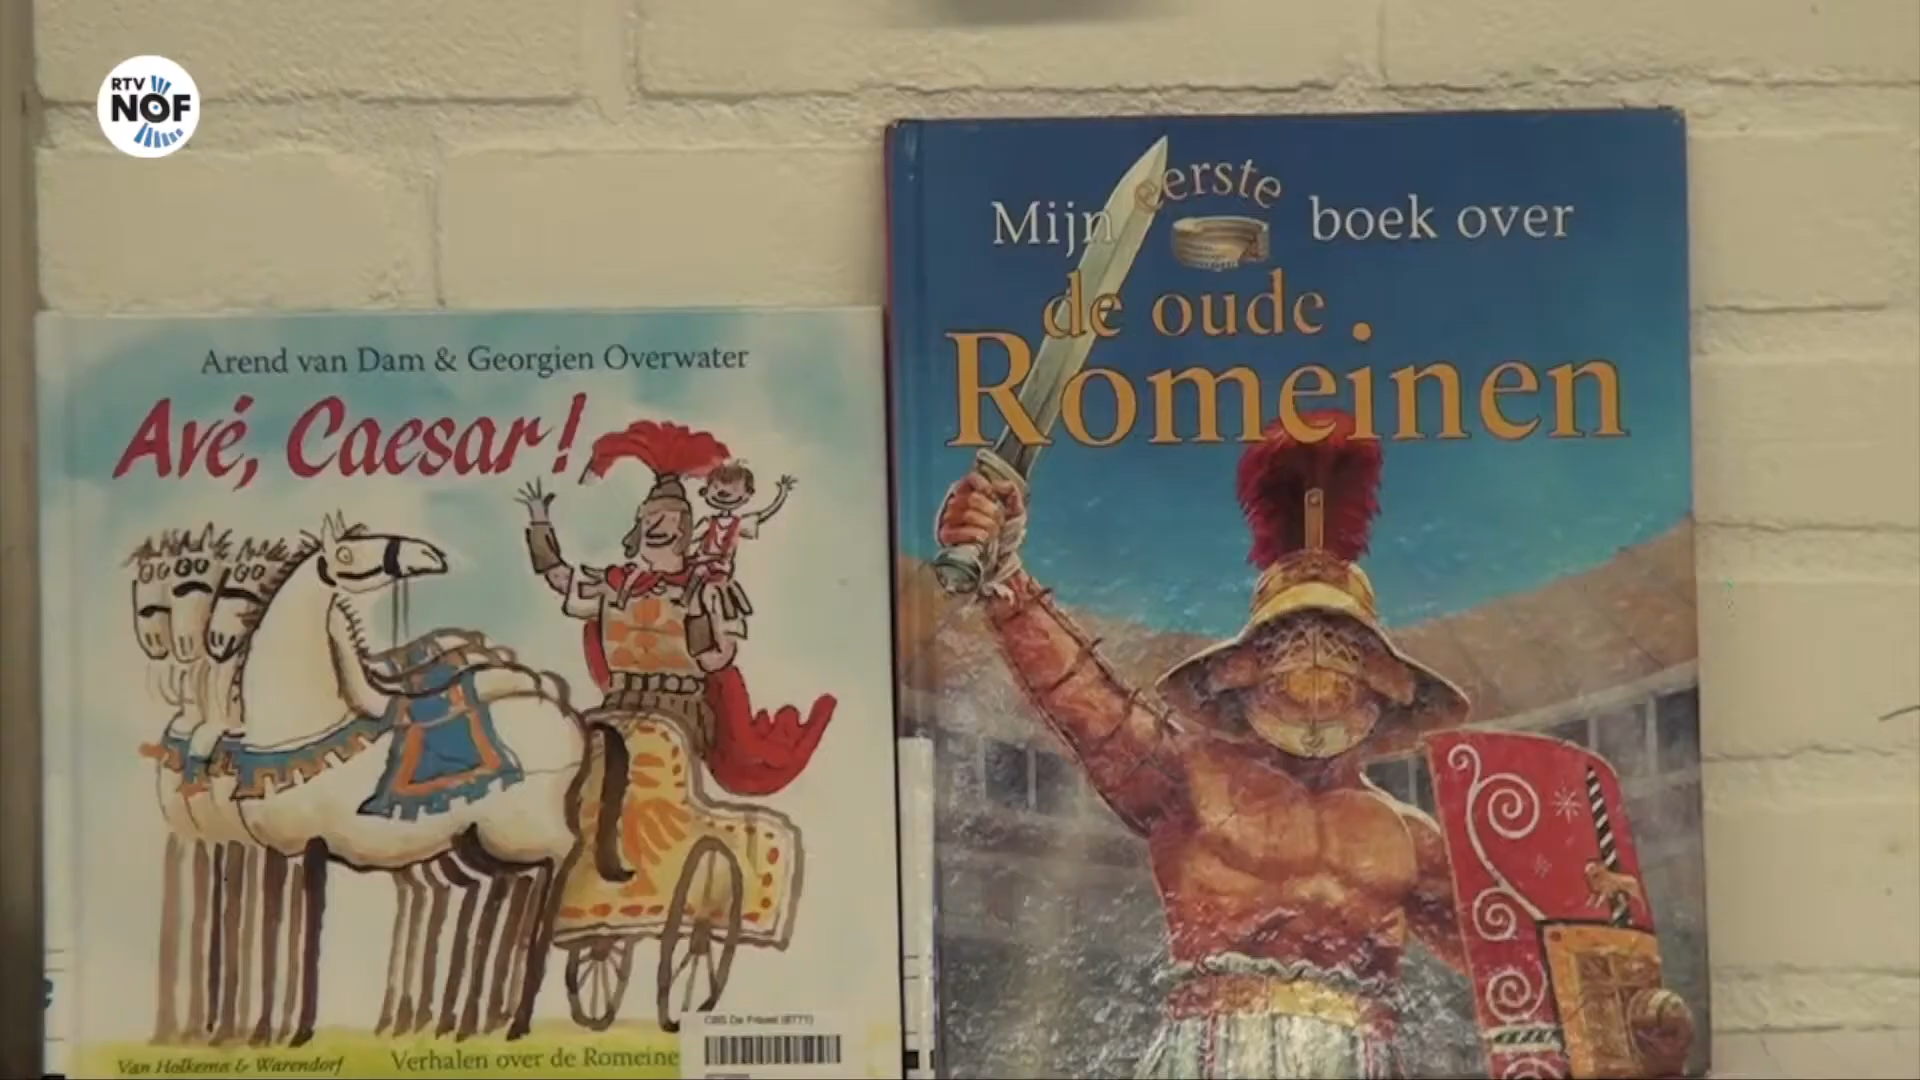 RTV
NOF
Arend van Dam & Georgien Overwater
Avé, Caesar!
Van Holkema & Warendorf
Verhalen over de Romeine
Mijn eerste boek over
de oude
Romeinen